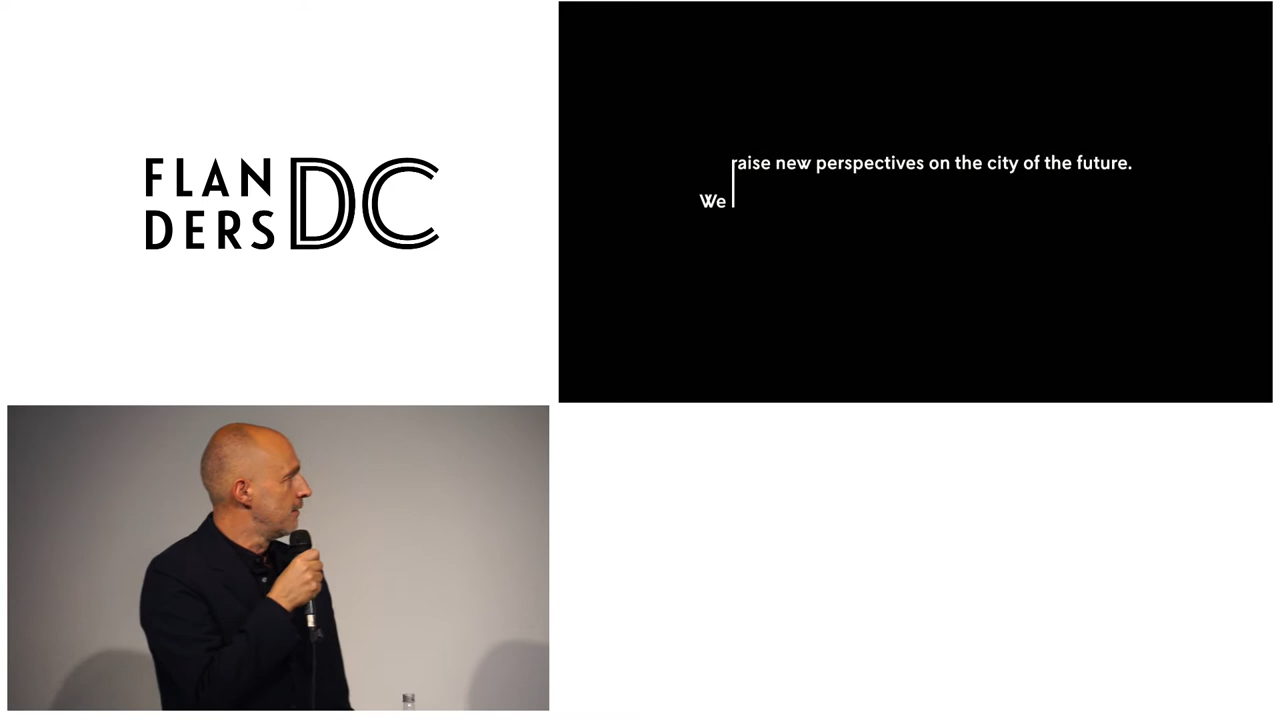 FLAN
DERS DC
raise new perspectives on the city of the future.
We